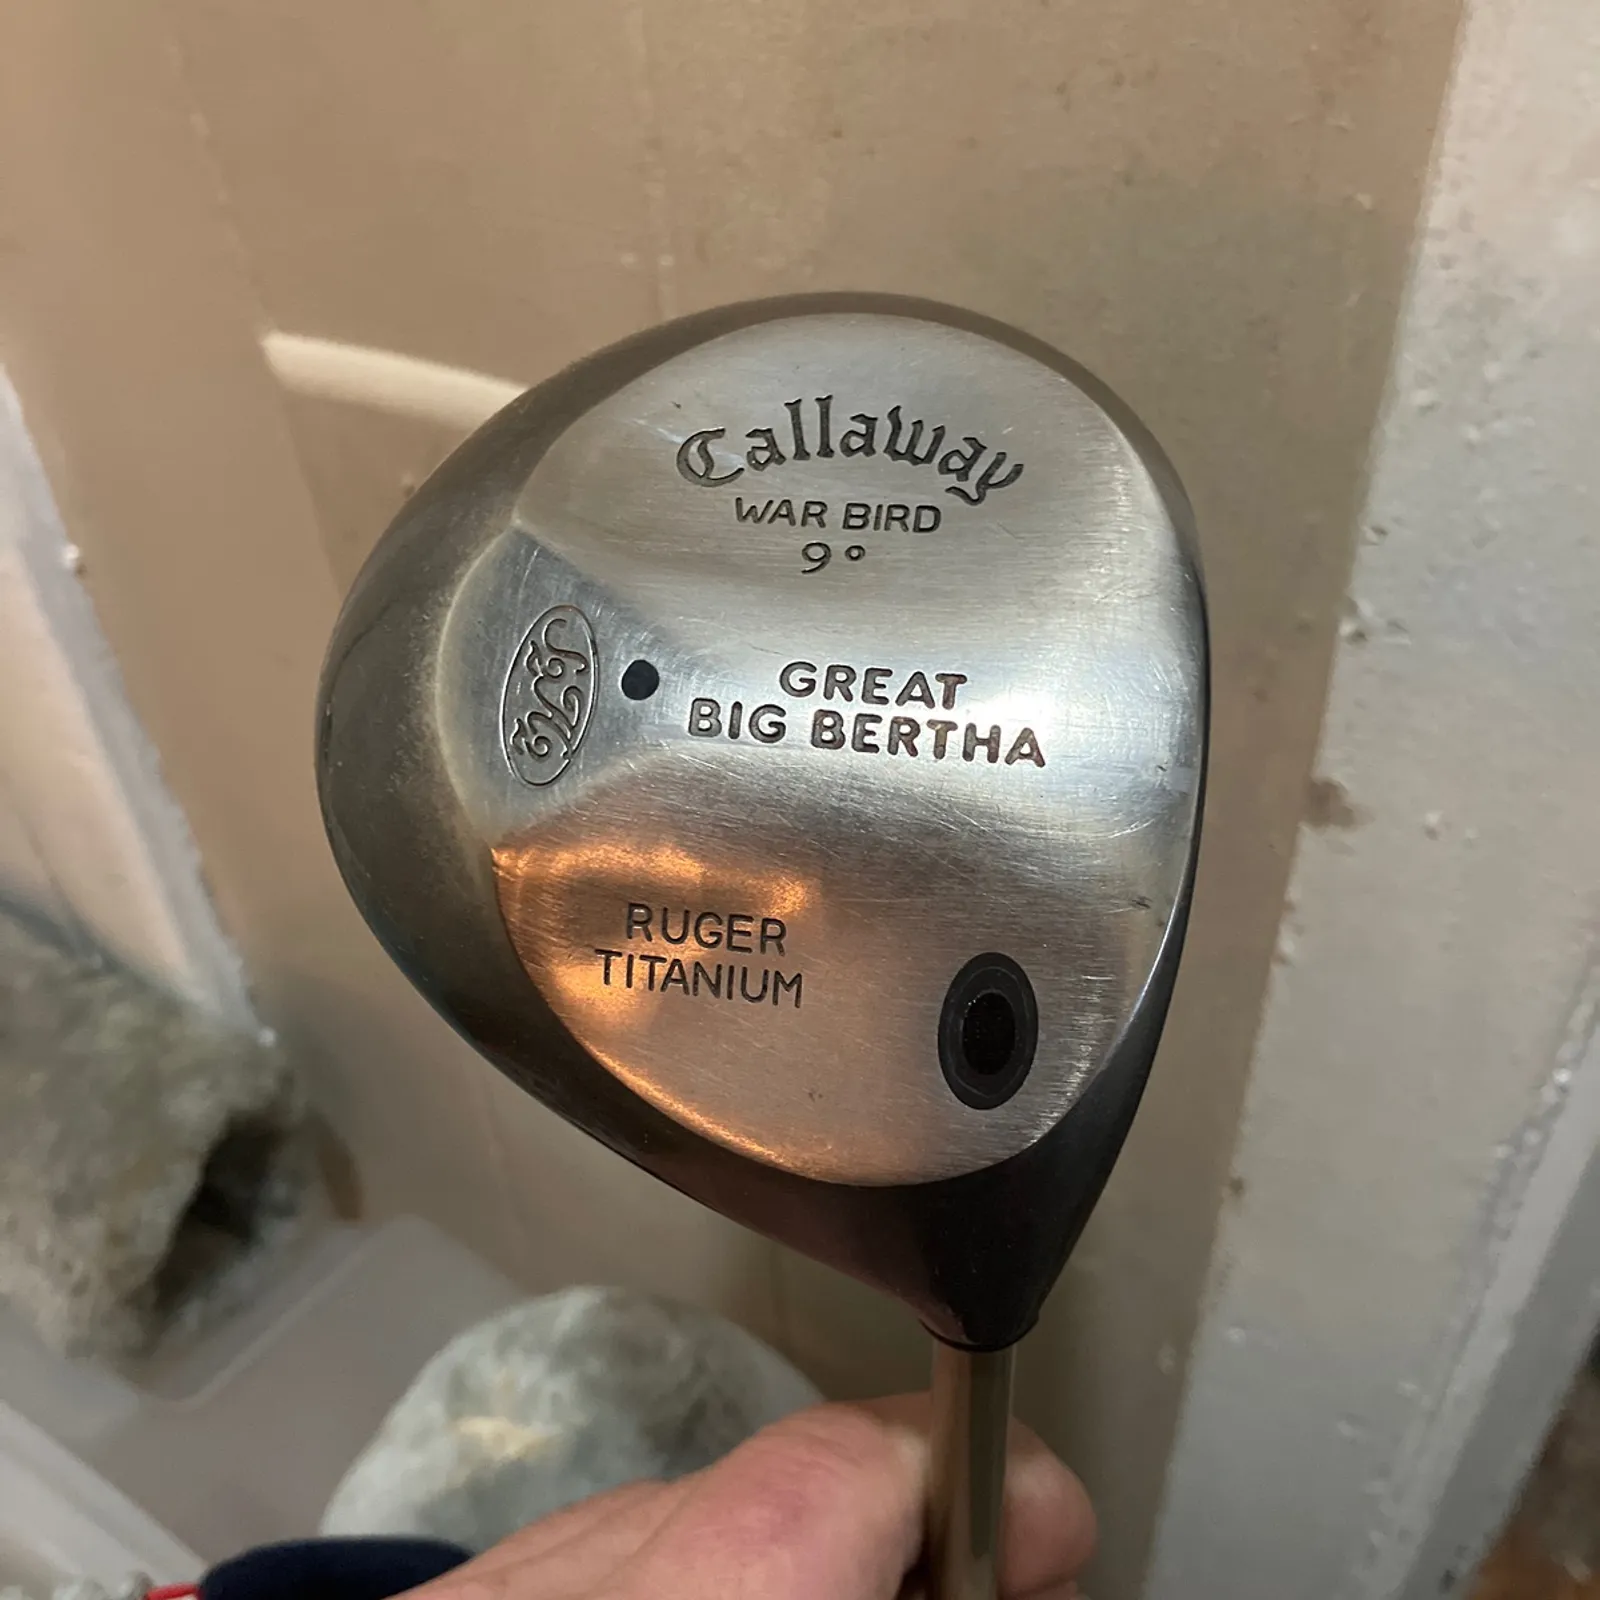 Callaway
WAR BIRD
9°
GREAT
BIG BERTHA
RUGER
TITANIUM